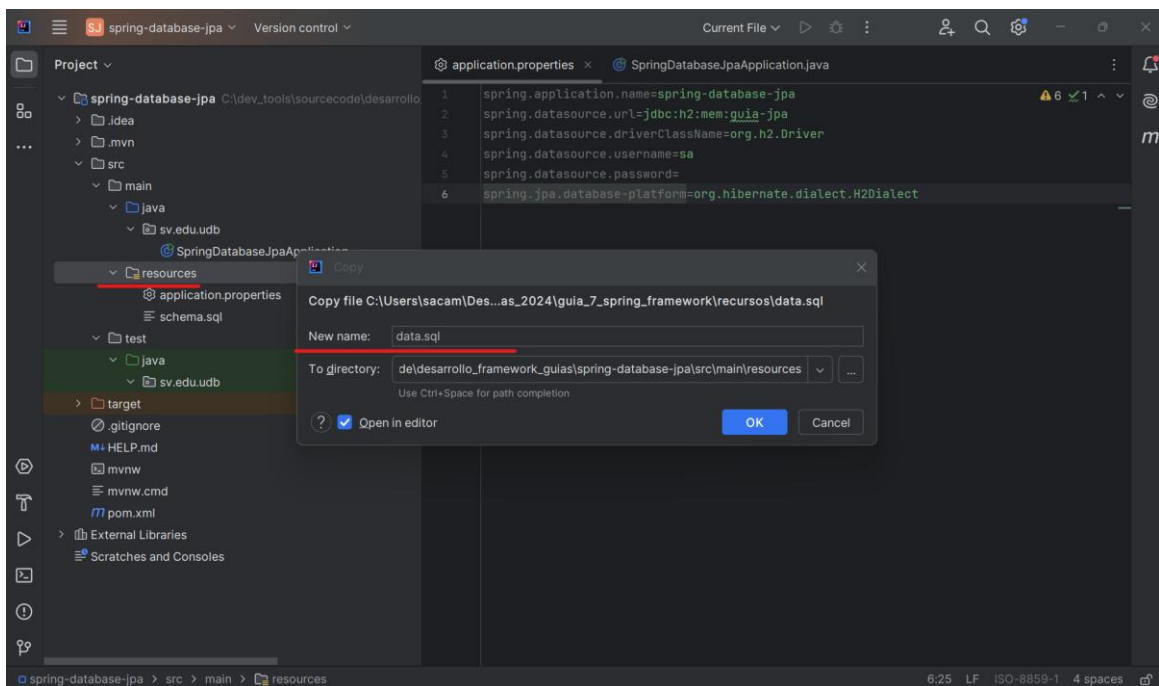 SJ spring-database-jpa Version control Current File
Project
application.properties SpringDatabaseJpaApplication.java
spring-database-jpa C:\dev_tools\sourcecode\desarrollo
.idea
.mvn
src
main
java
sv.edu.udb
SpringDatabaseJpaApplication
resources
application.properties
schema.sql
test
java
sv.edu.udb
target
.gitignore
M↓ HELP.md
mvnw
mvnw.cmd
m pom.xml
External Libraries
Scratches and Consoles
1 spring.application.name=spring-database-jpa
2 spring.datasource.url=jdbc:h2:mem:guia-jpa
3 spring.datasource.driverClassName=org.h2.Driver
4 spring.datasource.username=sa
5 spring.datasource.password=
6 spring.jpa.database-platform=org.hibernate.dialect.H2Dialect
6 1
m
Copy
Copy file C:\Users\sacam\Des...as_2024\guia_7_spring_framework\recursos\data.sql
New name: data.sql
To directory: de\desarrollo_framework_guias\spring-database-jpa\src\main\resources ...
Use Ctrl+Space for path completion
? Open in editor OK Cancel
spring-database-jpa > src > main > resources 6:25 LF ISO-8859-1 4 spaces